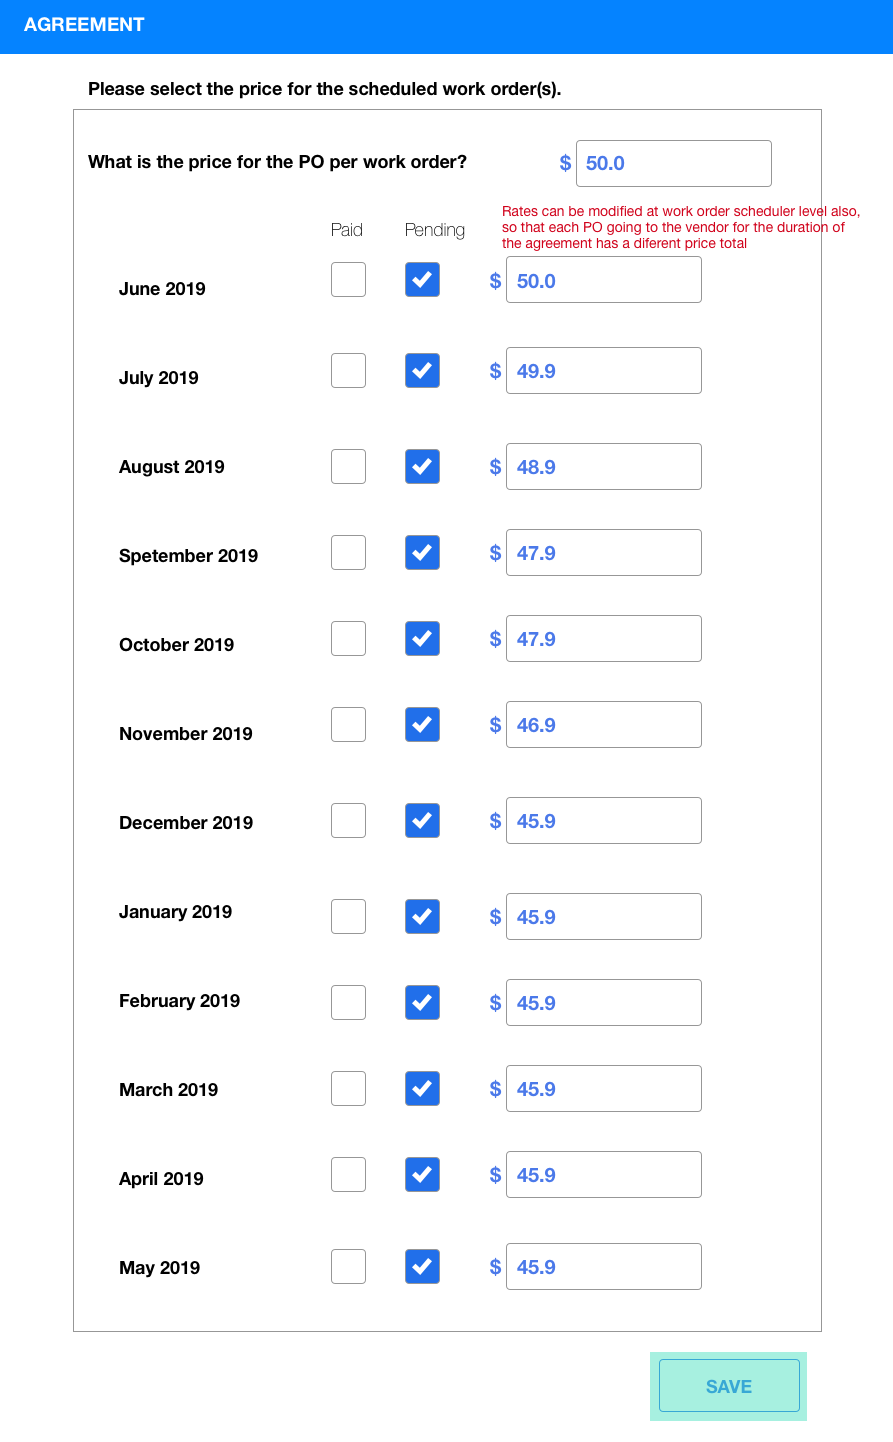 AGREEMENT
Please select the price for the scheduled work order(s).
What is the price for the PO per work order? $ 50.0
Rates can be modified at work order scheduler level also,
so that each PO going to the vendor for the duration of
the agreement has a diferent price total
Paid Pending
June 2019 $ 50.0
July 2019 $ 49.9
August 2019 $ 48.9
Spetember 2019 $ 47.9
October 2019 $ 47.9
November 2019 $ 46.9
December 2019 $ 45.9
January 2019 $ 45.9
February 2019 $ 45.9
March 2019 $ 45.9
April 2019 $ 45.9
May 2019 $ 45.9
SAVE